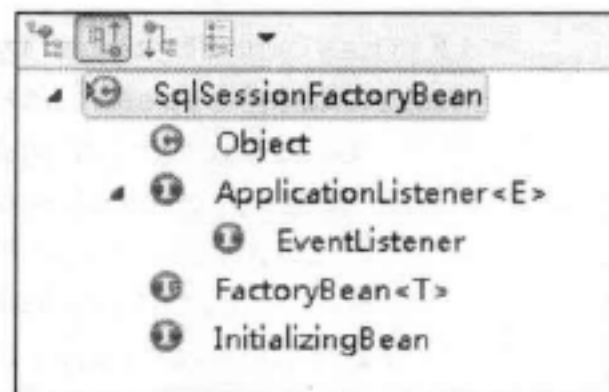 SqlSessionFactoryBean
Object
ApplicationListener<E>
EventListener
FactoryBean<T>
InitializingBean